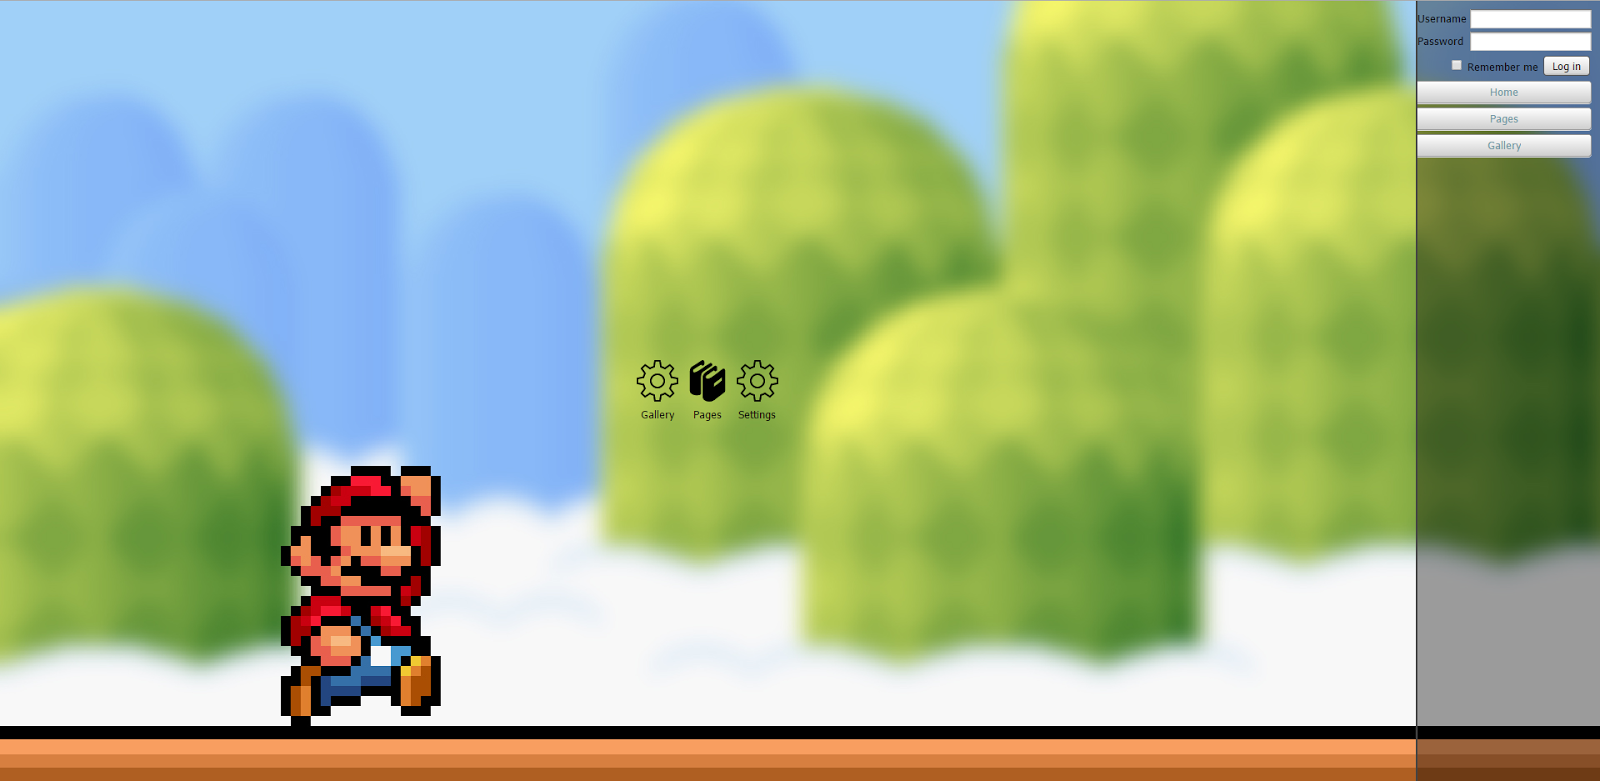 Username
Password
Remember me Log in
Home
Pages
Gallery
Gallery Pages Settings